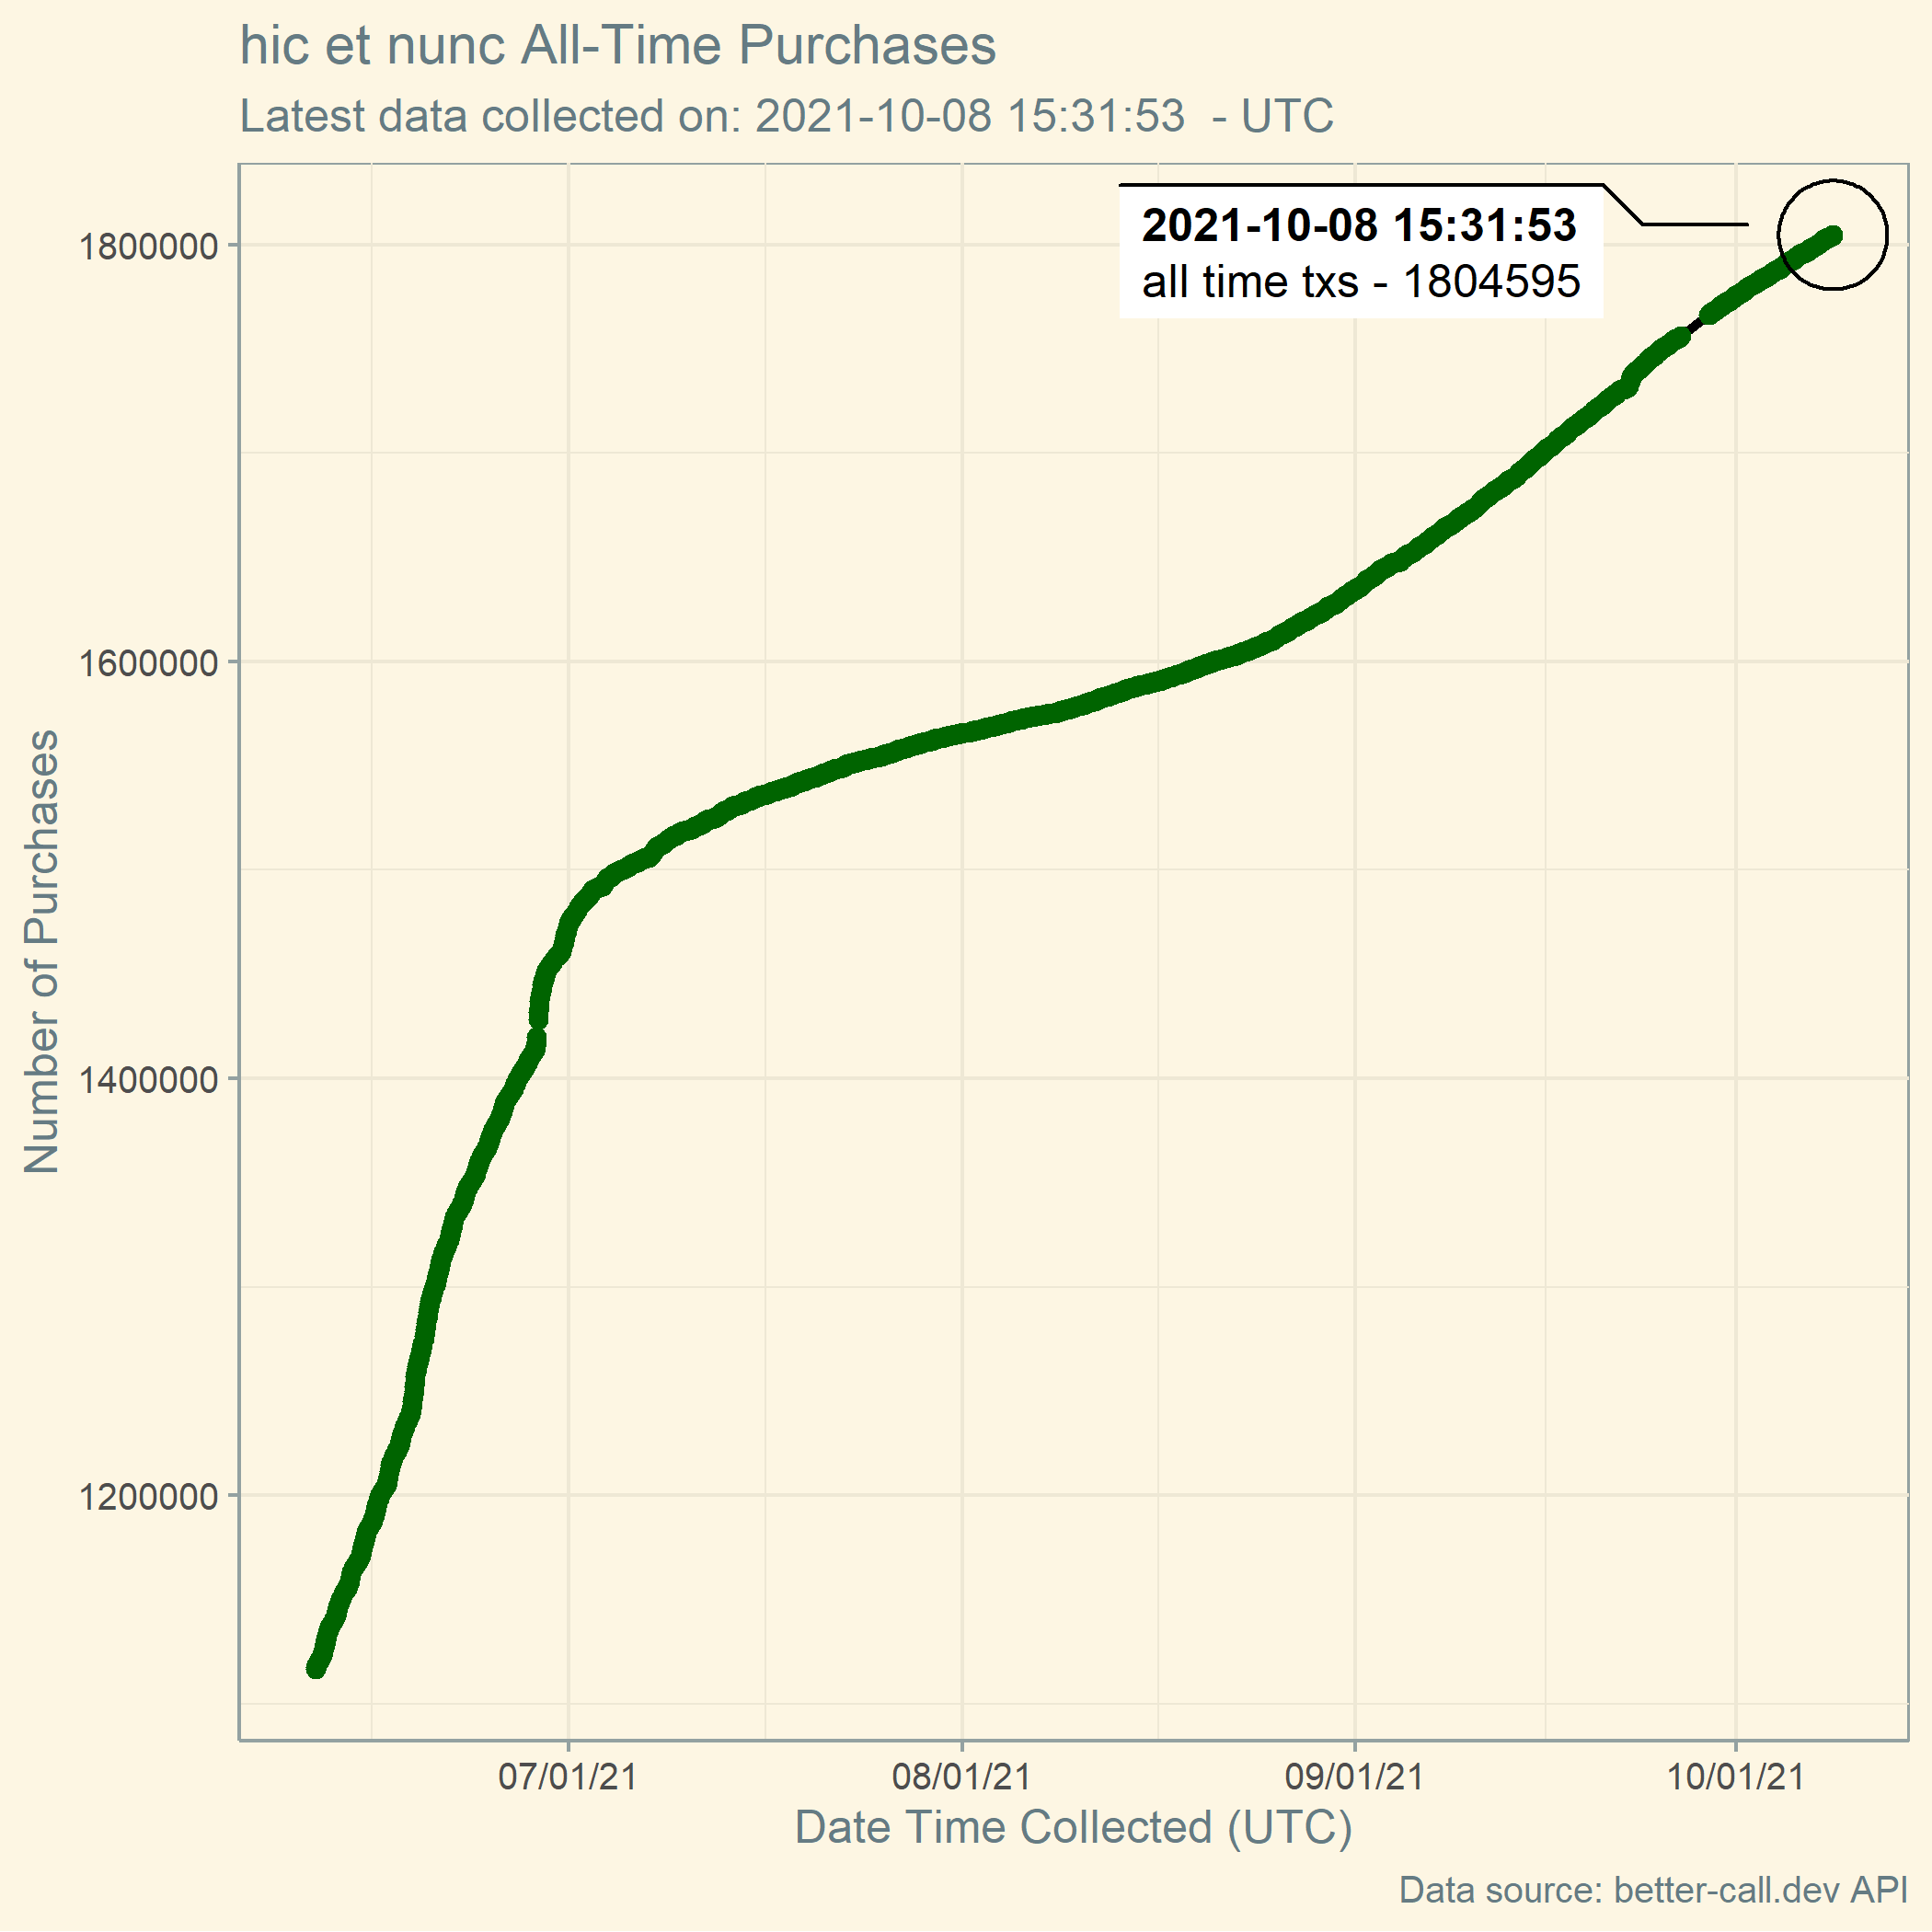 hic et nunc All-Time Purchases
Latest data collected on: 2021-10-08 15:31:53  - UTC
2021-10-08 15:31:53
all time txs - 1804595
Number of Purchases
1800000
1600000
1400000
1200000
07/01/21 08/01/21 09/01/21 10/01/21
Date Time Collected (UTC)
Data source: better-call.dev API